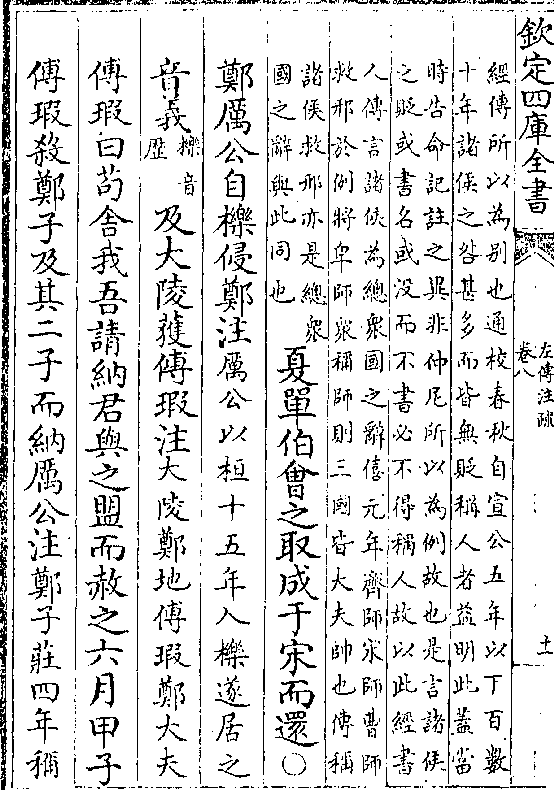 欽定四庫全書
左傳注疏
卷八
十一
經傳所以為別也通校春秋自宣公五年以下百數
十年諸侯之咎甚多而皆無貶稱人者益明此蓋當
時告命記註之異非仲尼所以為例故也是言諸侯
之貶或書名或没而不書必不得稱人故以此經書
人傳言諸侯為總衆國之辭僖元年齊師宋師曹師
救邢於例將卑師衆稱師則三國皆大夫帥也傳稱
諸侯救邢亦是總衆
國之辭與此同也
夏單伯會之取成于宋而還○
鄭厲公自櫟侵鄭注厲公以桓十五年入櫟遂居之
音義櫟音歷及大陵獲傅瑕注大陵鄭地傅瑕鄭大夫
傅瑕曰苟舍我吾請納君與之盟而赦之六月甲子
傅瑕殺鄭子及其二子而納厲公注鄭子莊四年稱